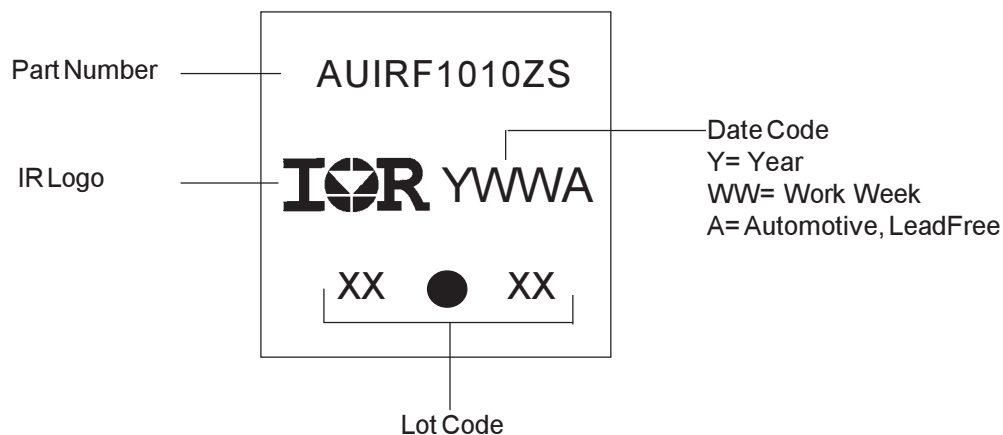 Part Number
AUIRF1010ZS
IR Logo
IOR YWWA
Date Code
Y= Year
WW= Work Week
A= Automotive, LeadFree
XX XX
Lot Code